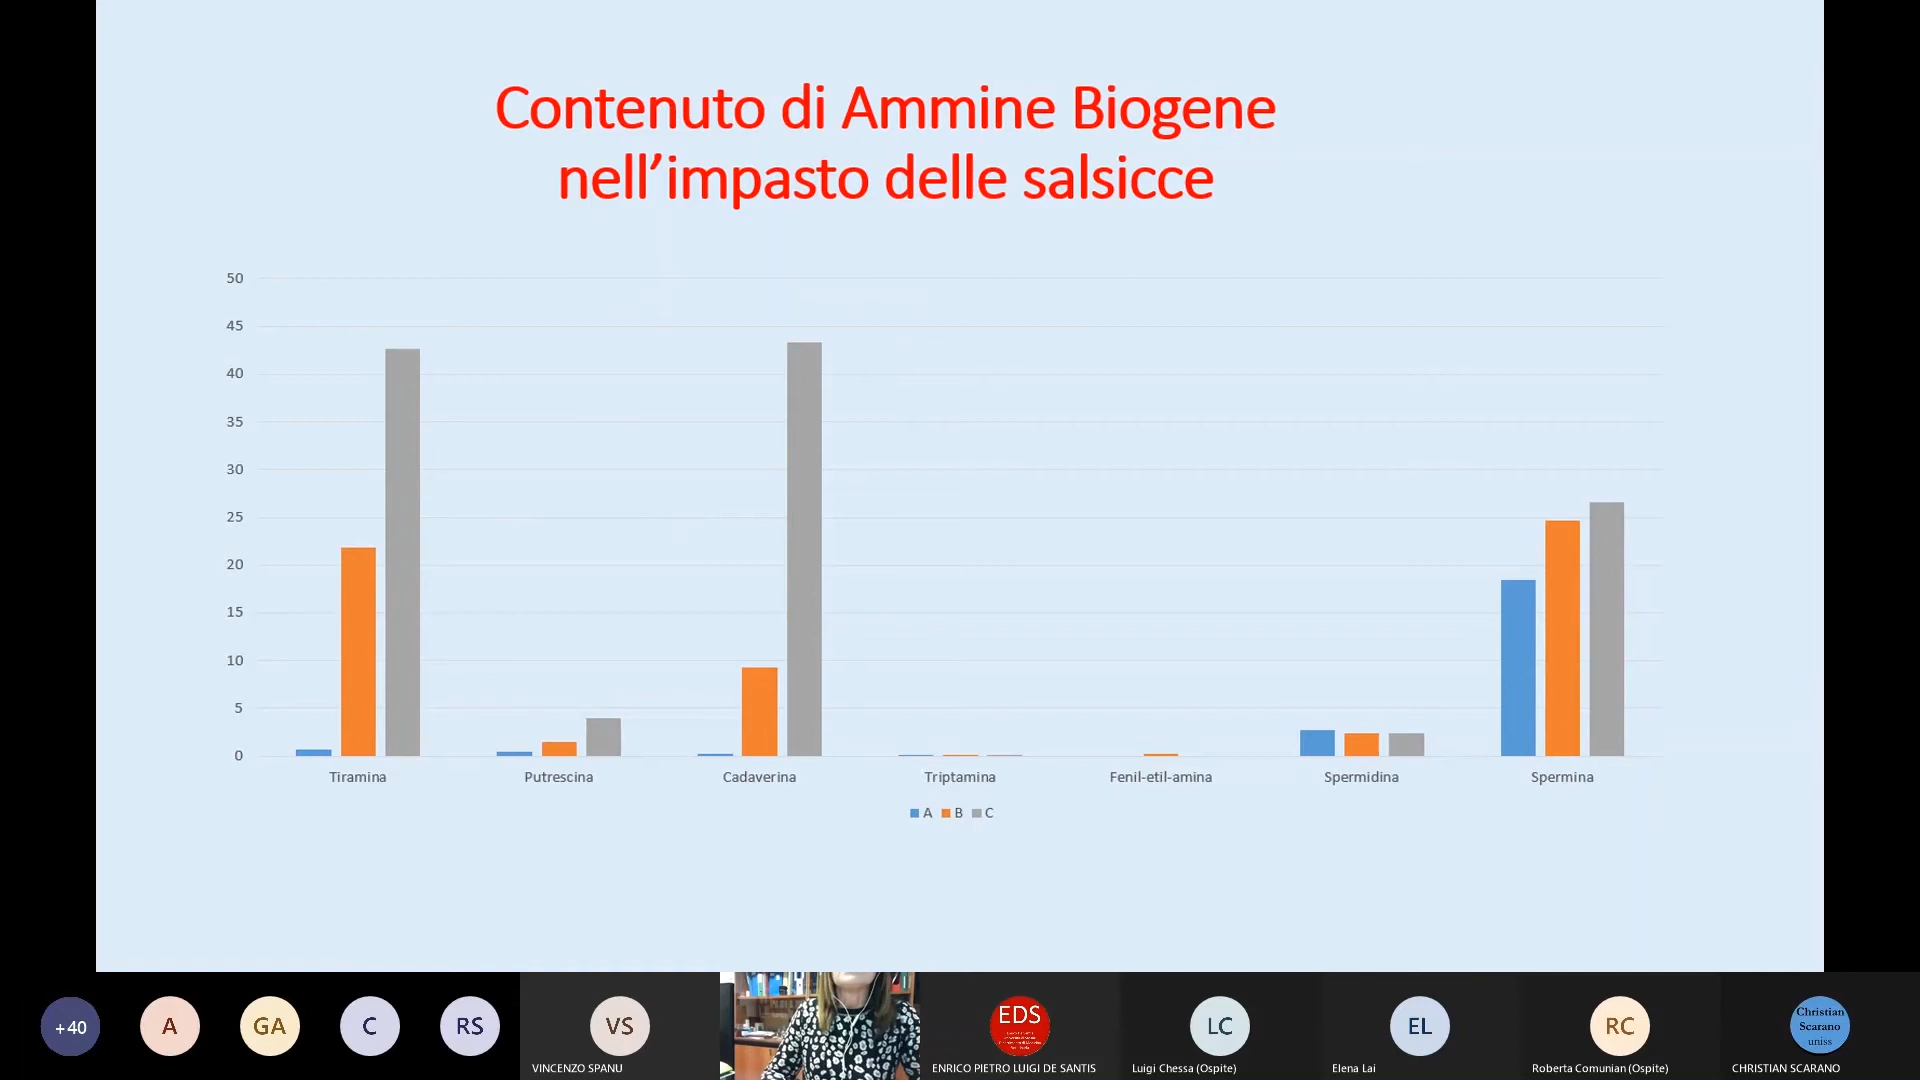 Contenuto di Ammine Biogene
nell’impasto delle salsicce
50
45
40
35
30
25
20
15
10
5
0
Tiramina
Putrescina
Cadaverina
Triptamina
Fenil-etil-amina
Spermidina
Spermina
A B C
+40
A
GA
C
RS
VS
VINCENZO SPANU
EDS
ENRICO PIETRO LUIGI DE SANTIS
LC
Luigi Chessa (Ospite)
EL
Elena Lai
RC
Roberta Comunian (Ospite)
Christian
Scarano
uniss
CHRISTIAN SCARANO